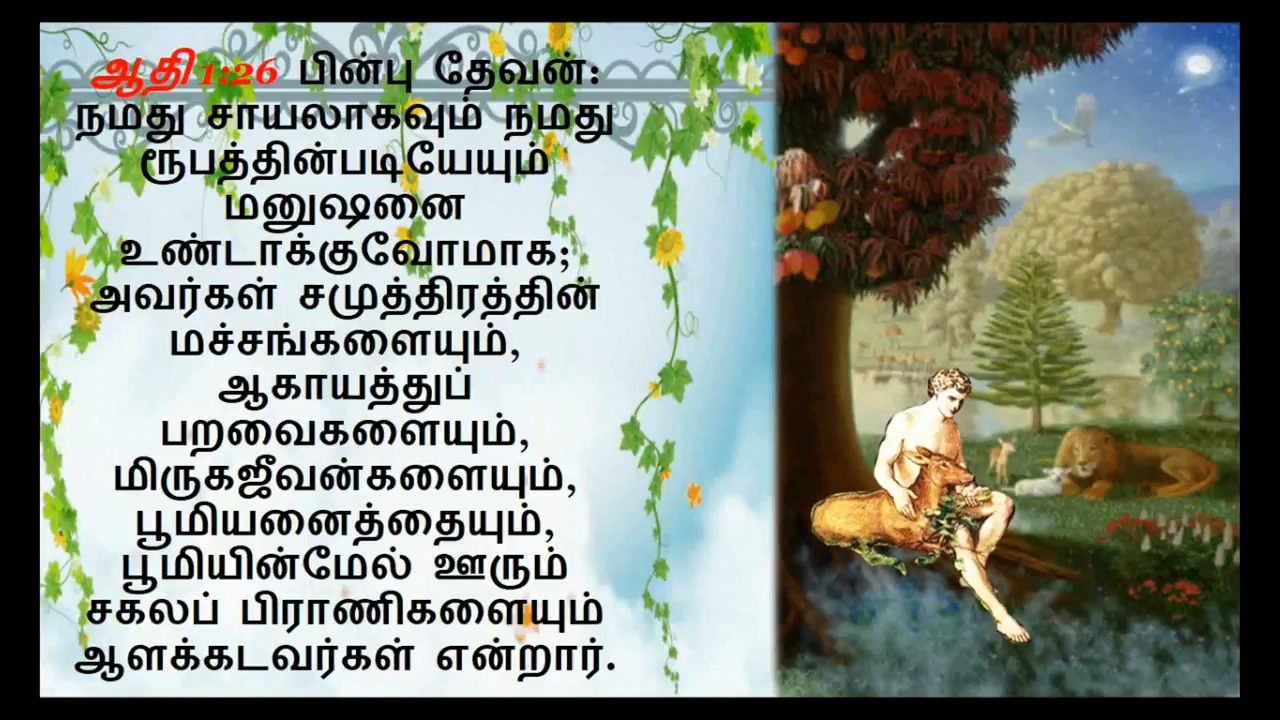 ஆதி 1:26 பின்பு தேவன்:
நமது சாயலாகவும் நமது
ரூபத்தின்படியேயும்
மனுஷனை
உண்டாக்குவோமாக;
அவர்கள் சமுத்திரத்தின்
மச்சங்களையும்,
ஆகாயத்துப்
பறவைகளையும்,
மிருகஜீவன்களையும்,
பூமியனைத்தையும்,
பூமியின்மேல் ஊரும்
சகலப் பிராணிகளையும்
ஆளக்கடவர்கள் என்றார்.